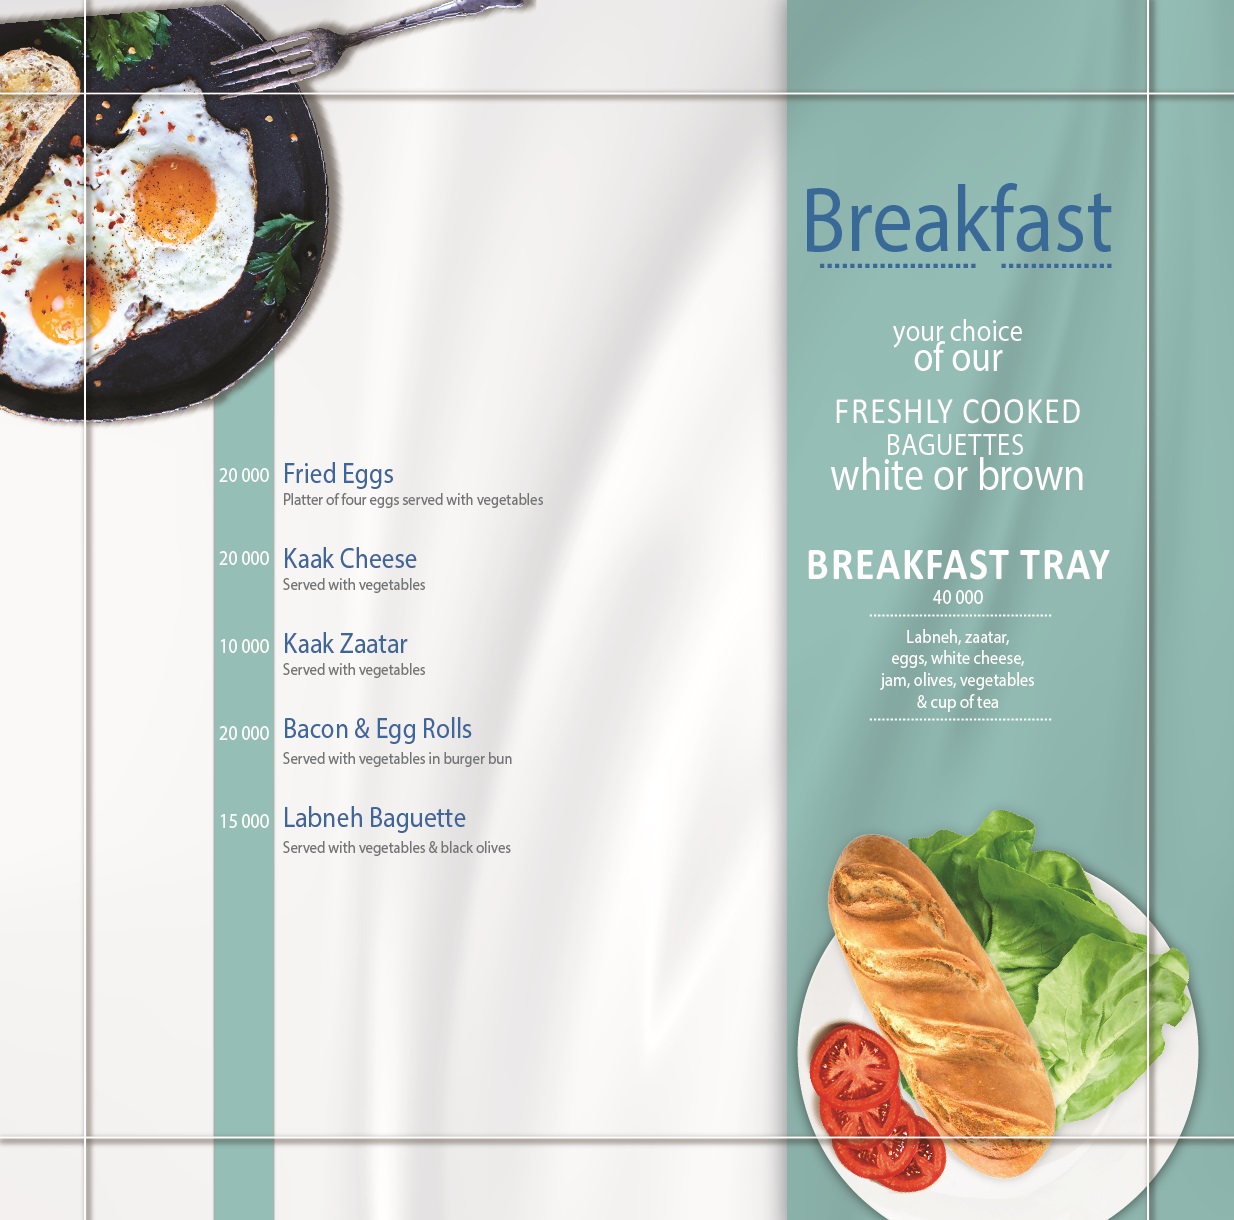 Breakfast
your choice
of our
FRESHLY COOKED
BAGUETTES
white or brown
BREAKFAST TRAY
40 000
Labneh, zaatar,
eggs, white cheese,
jam, olives, vegetables
& cup of tea
20 000 Fried Eggs
Platter of four eggs served with vegetables
20 000 Kaak Cheese
Served with vegetables
10 000 Kaak Zaatar
Served with vegetables
20 000 Bacon & Egg Rolls
Served with vegetables in burger bun
15 000 Labneh Baguette
Served with vegetables & black olives